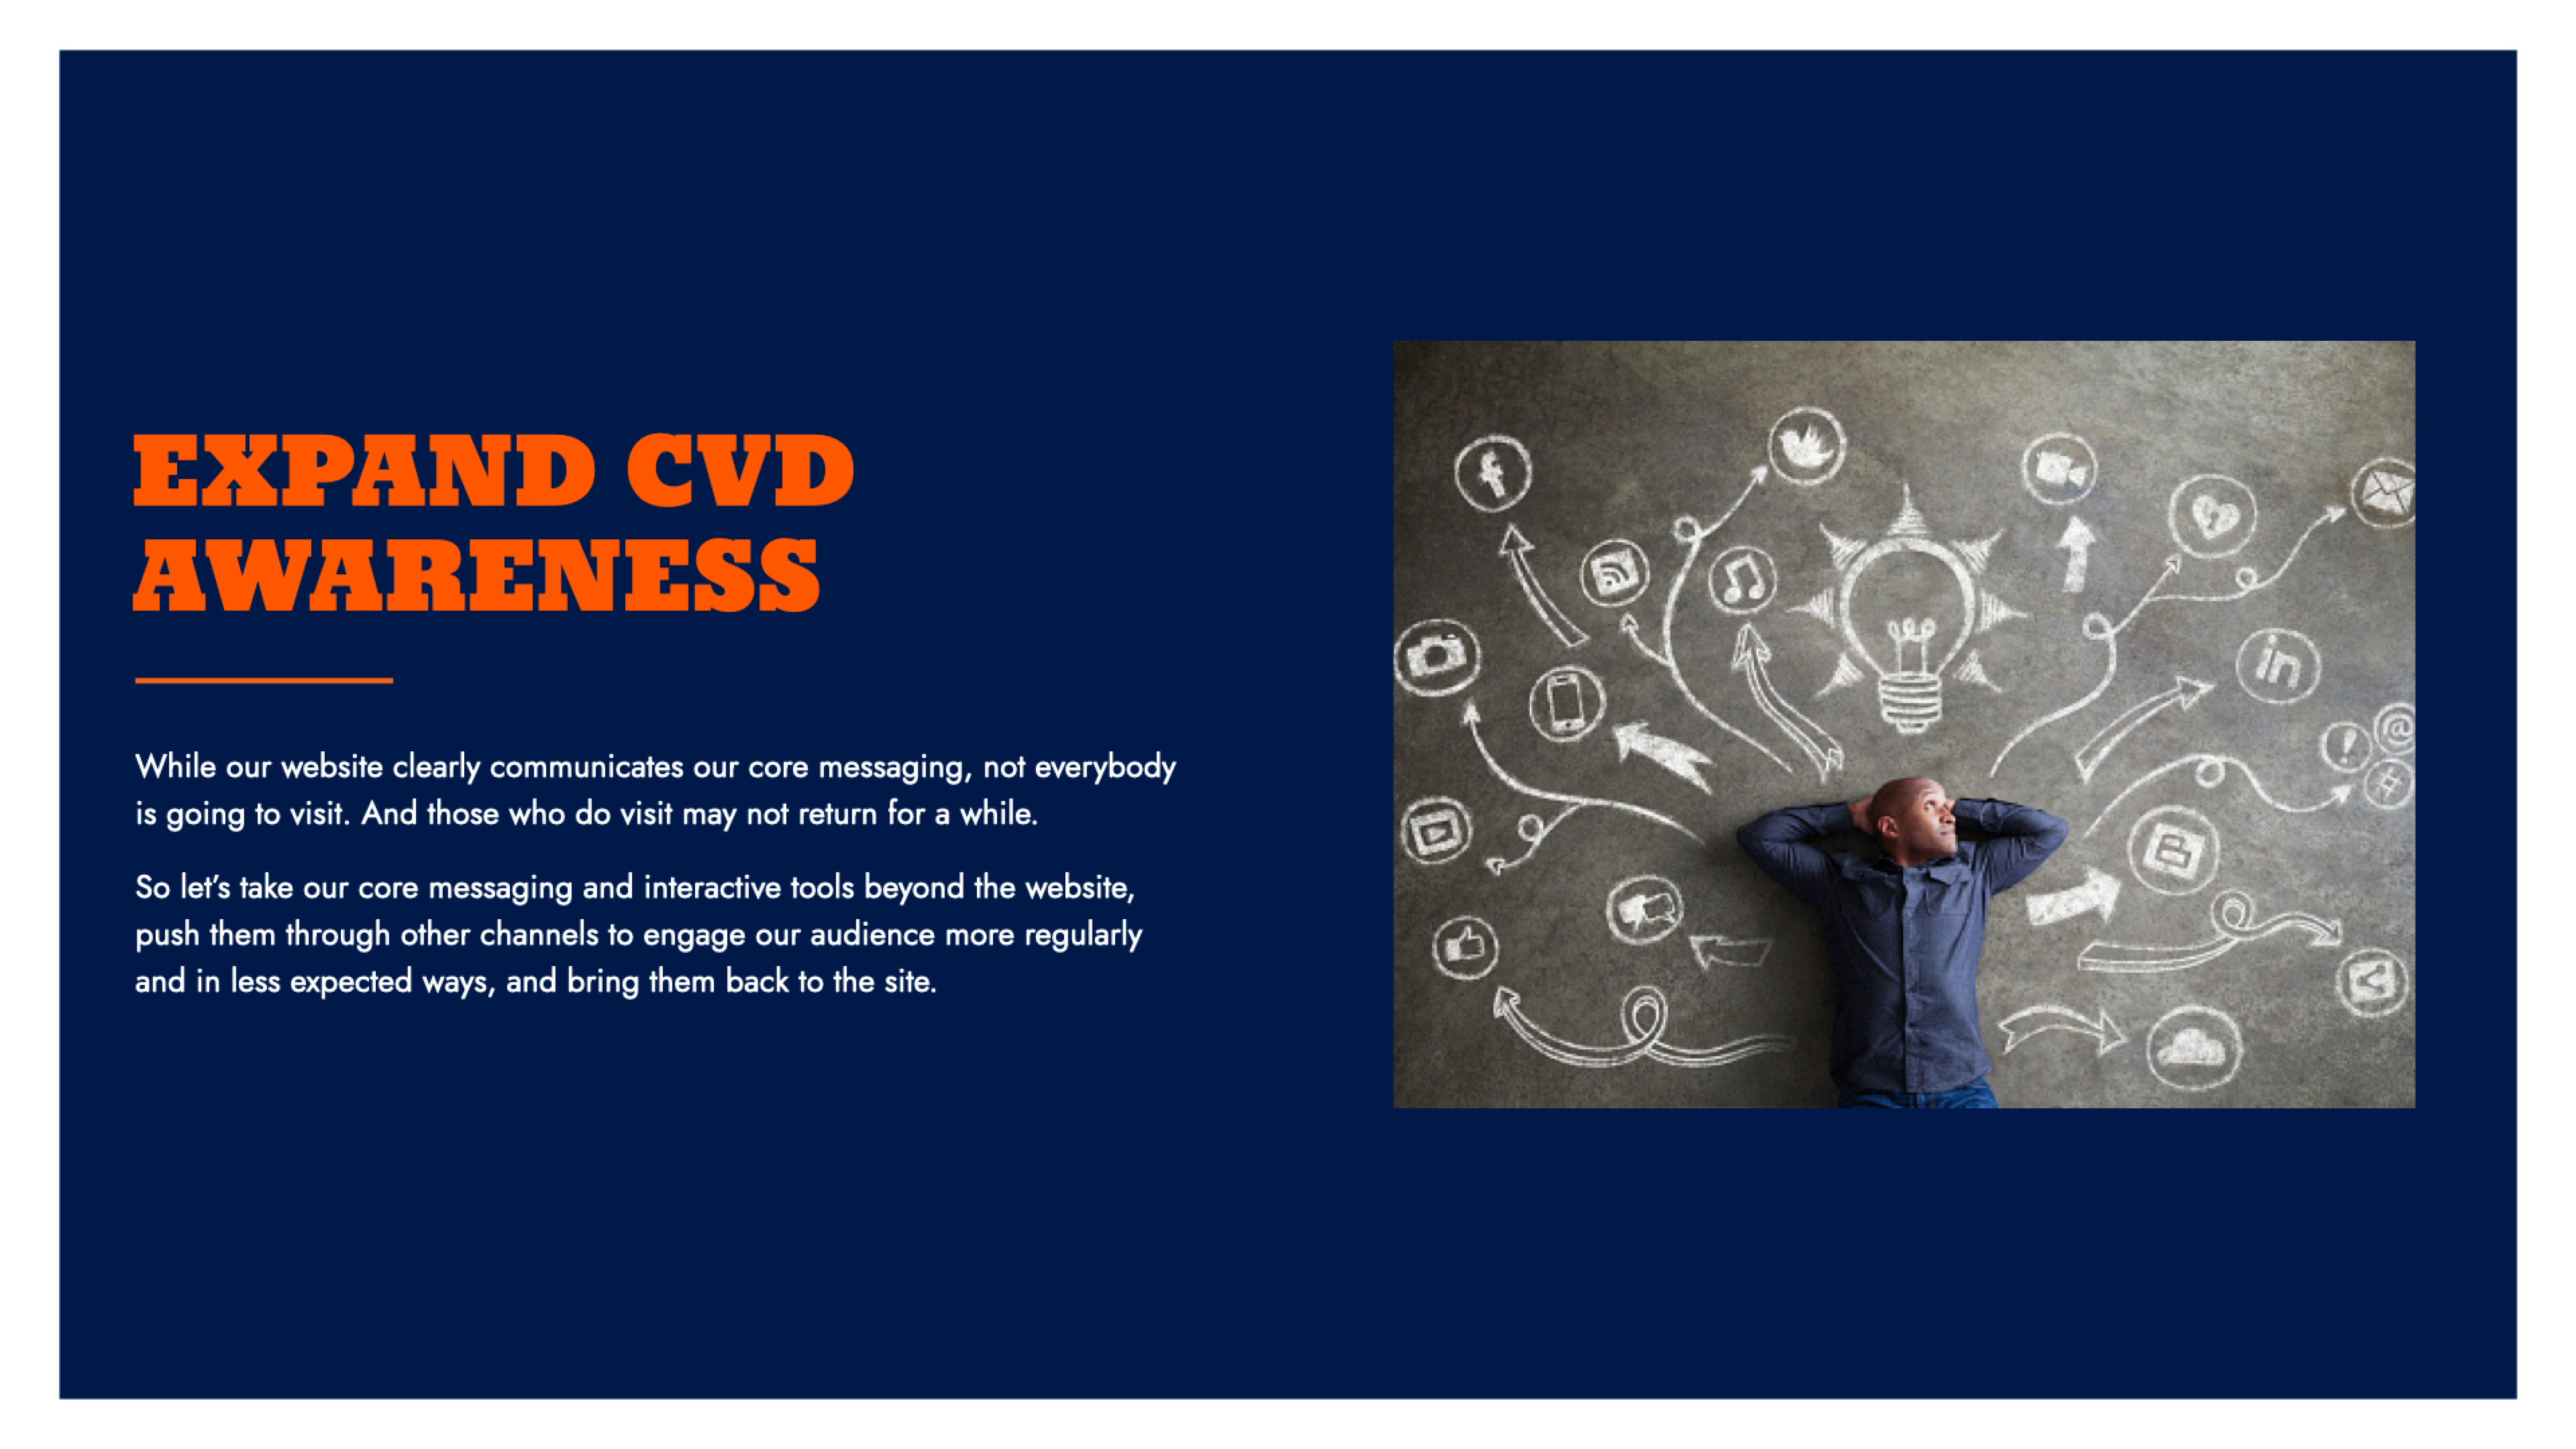 EXPAND CVD
AWARENESS
While our website clearly communicates our core messaging, not everybody
is going to visit. And those who do visit may not return for a while.
So let’s take our core messaging and interactive tools beyond the website,
push them through other channels to engage our audience more regularly
and in less expected ways, and bring them back to the site.
f
in
@
!
#
B